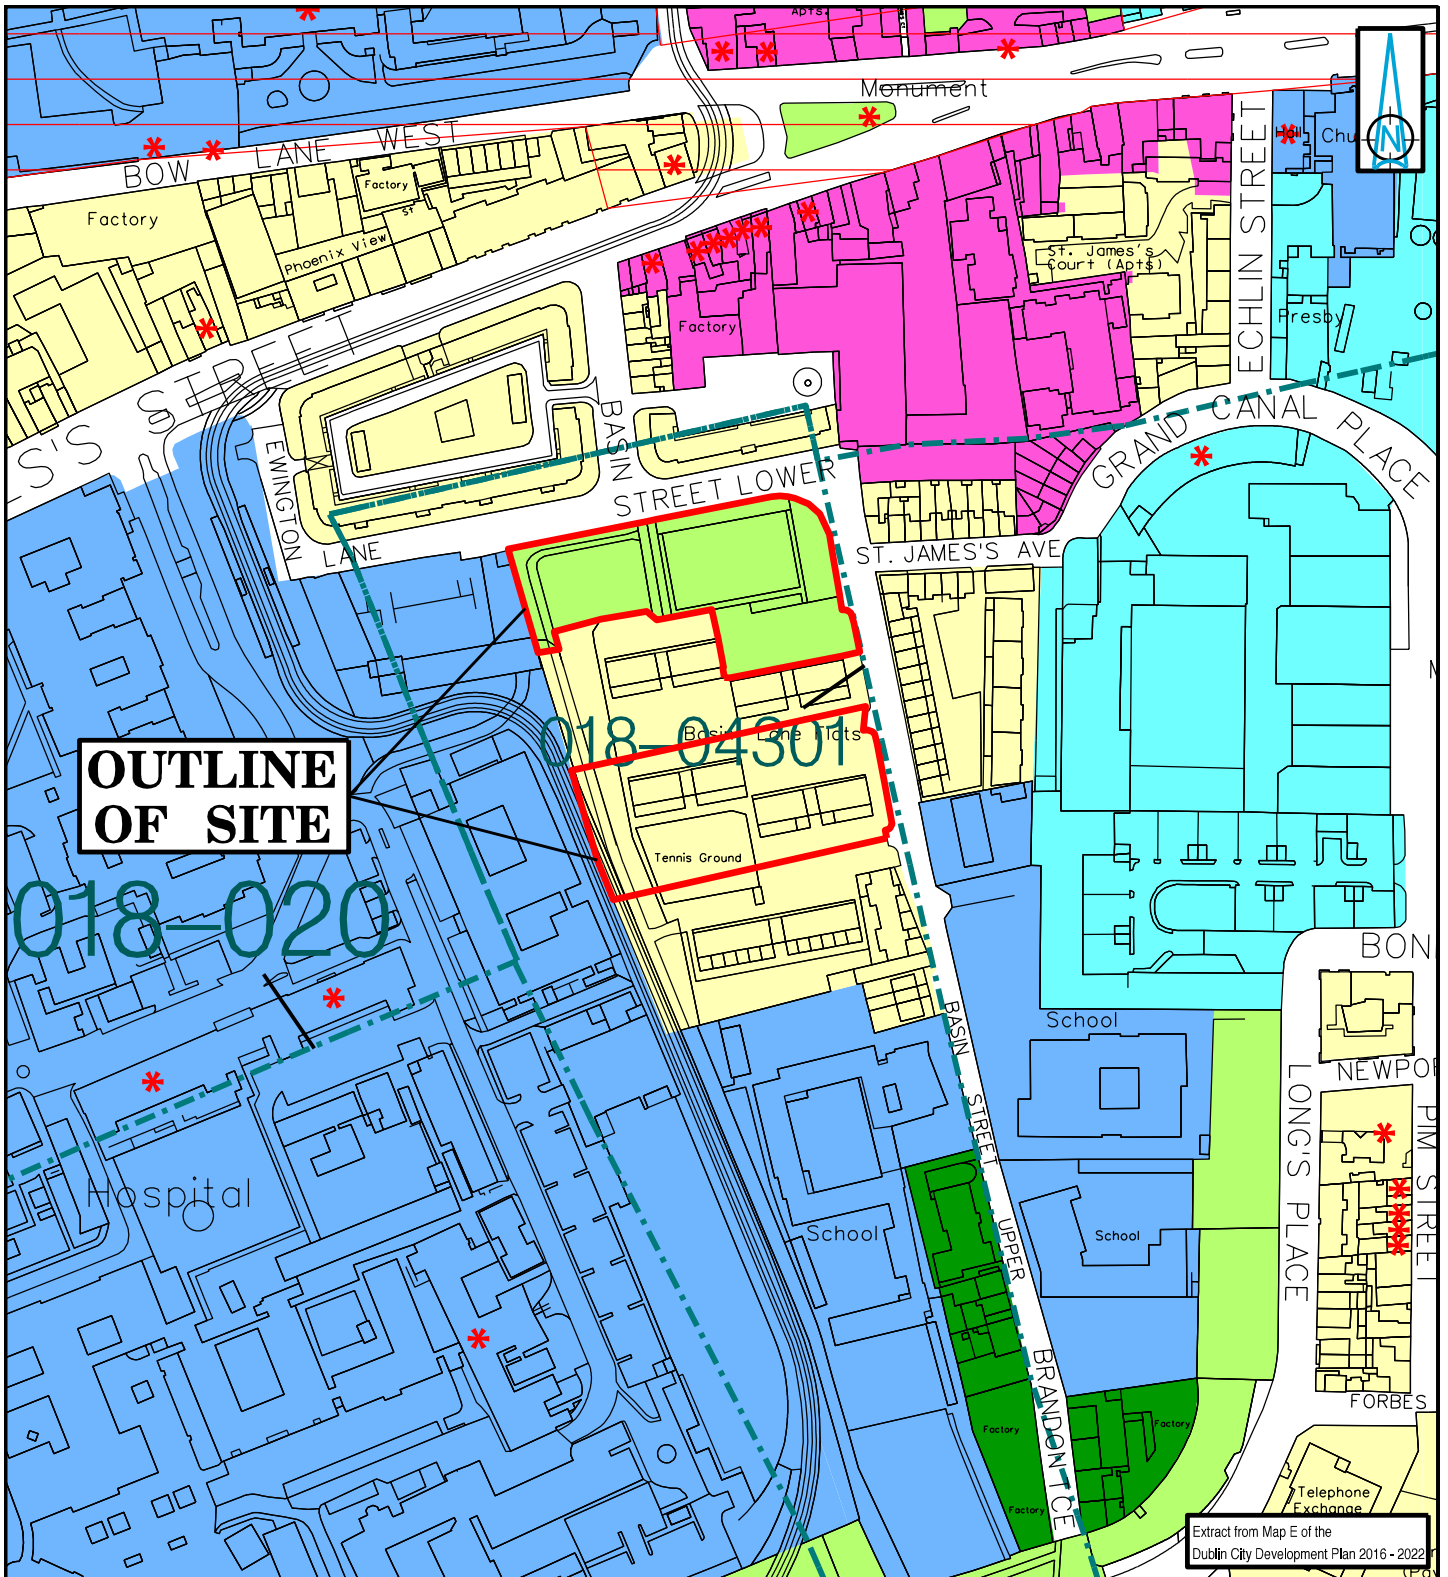 Apts.
Monument
BOW LANE WEST
Factory
Factory
St
Phoenix View
Hall
N
ECHLIN STREET
St. James's
Court (Apts)
Presby
Factory
S'S STREET
BASIN
STREET LOWER
EWINGTON
LANE
GRAND CANAL PLACE
ST. JAMES'S AVE
018-04301
Basin Lane Flats
OUTLINE
OF SITE
Tennis Ground
018-020
BASIN STREET UPPER
School
NEWPO
LONG'S PLACE
PIM STREET
Hospital
School
School
BRANDON TCE
Factory
Factory
Factory
FORBES
Telephone
Exchange
Extract from Map E of the
Dublin City Development Plan 2016 - 2022